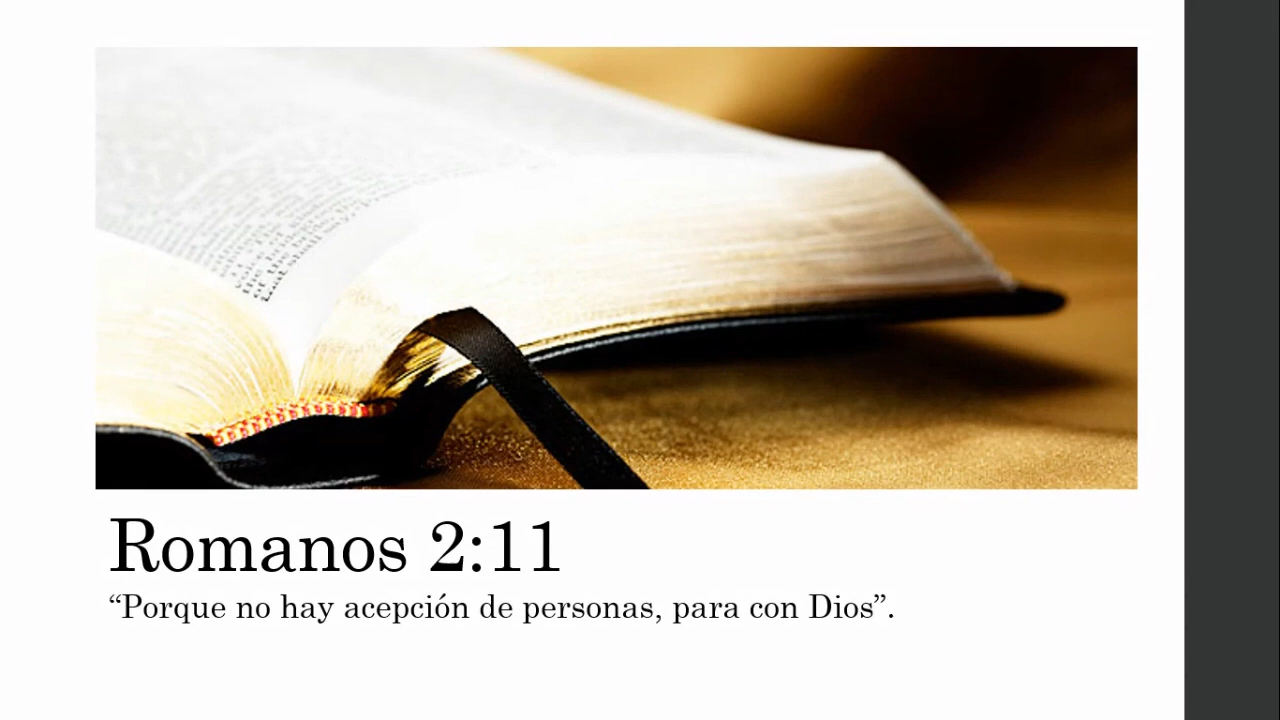 Romanos 2:11
“Porque no hay acepción de personas, para con Dios”.